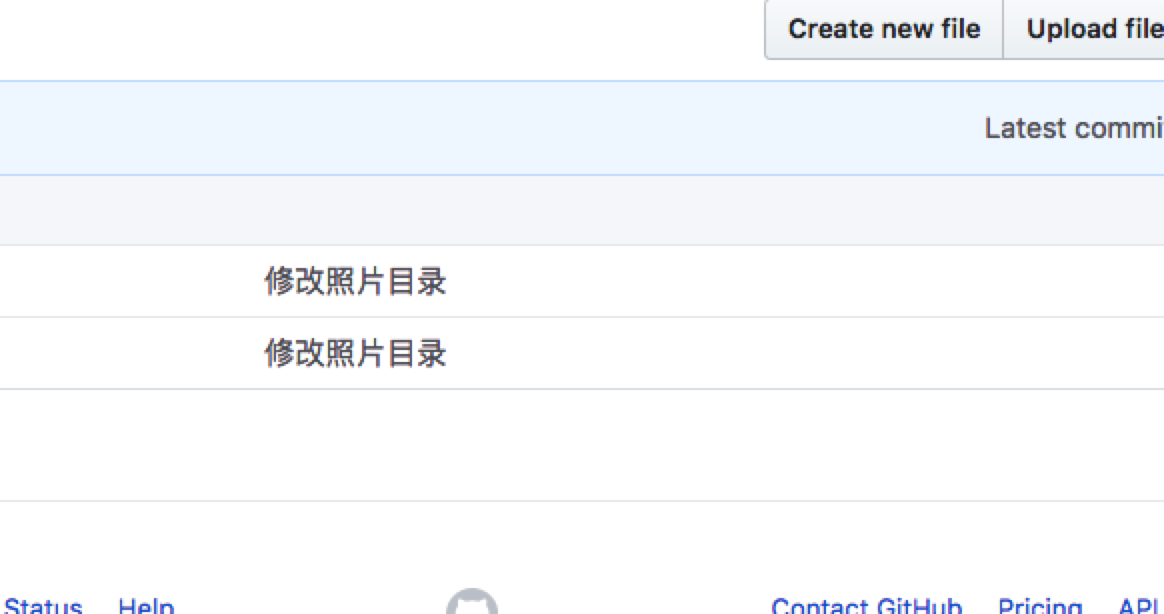 Create new file Upload file
Latest commi
修改照片目录
修改照片目录
Status Help Contact GitHub Pricing API